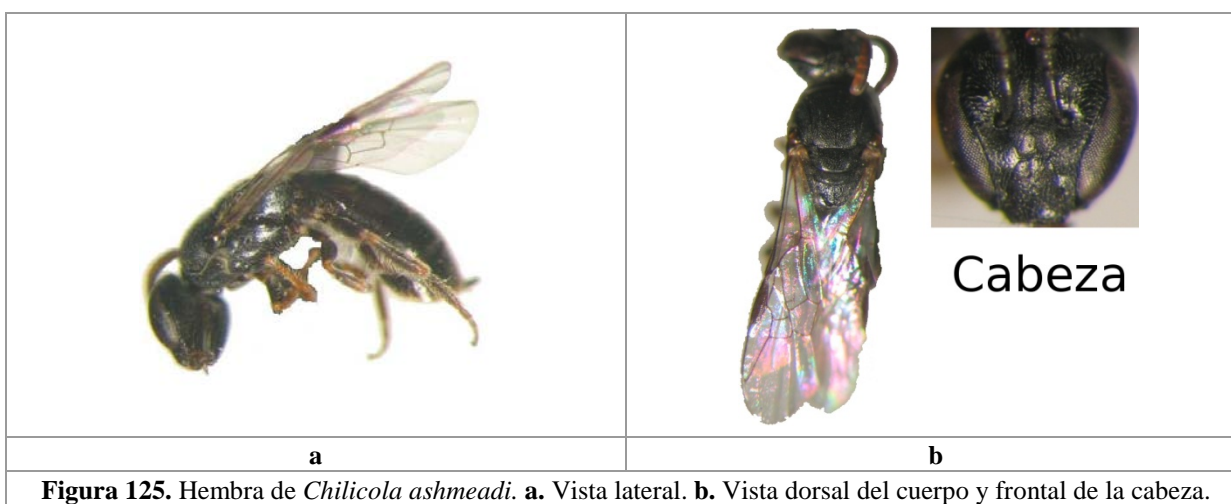 Cabeza
a
b
Figura 125. Hembra de Chilicola ashmeadi. a. Vista lateral. b. Vista dorsal del cuerpo y frontal de la cabeza.